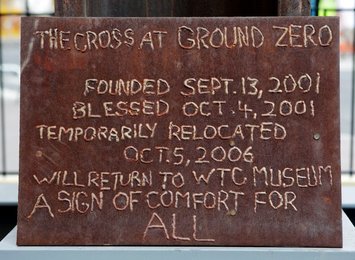 THE CROSS AT GROUND ZERO
FOUNDED SEPT. 13, 2001
BLESSED OCT. 4, 2001
TEMPORARILY RELOCATED
OCT. 5, 2006
WILL RETURN TO WTC MUSEUM
A SIGN OF COMFORT FOR
ALL